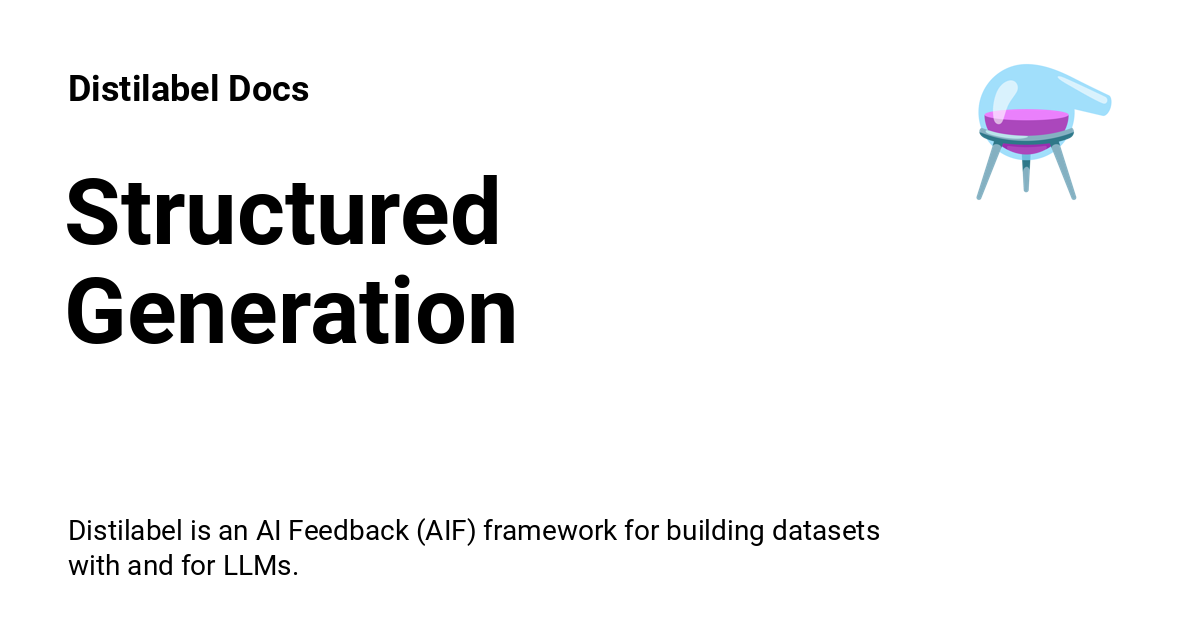 Distilabel Docs
Structured
Generation
Distilabel is an AI Feedback (AIF) framework for building datasets
with and for LLMs.